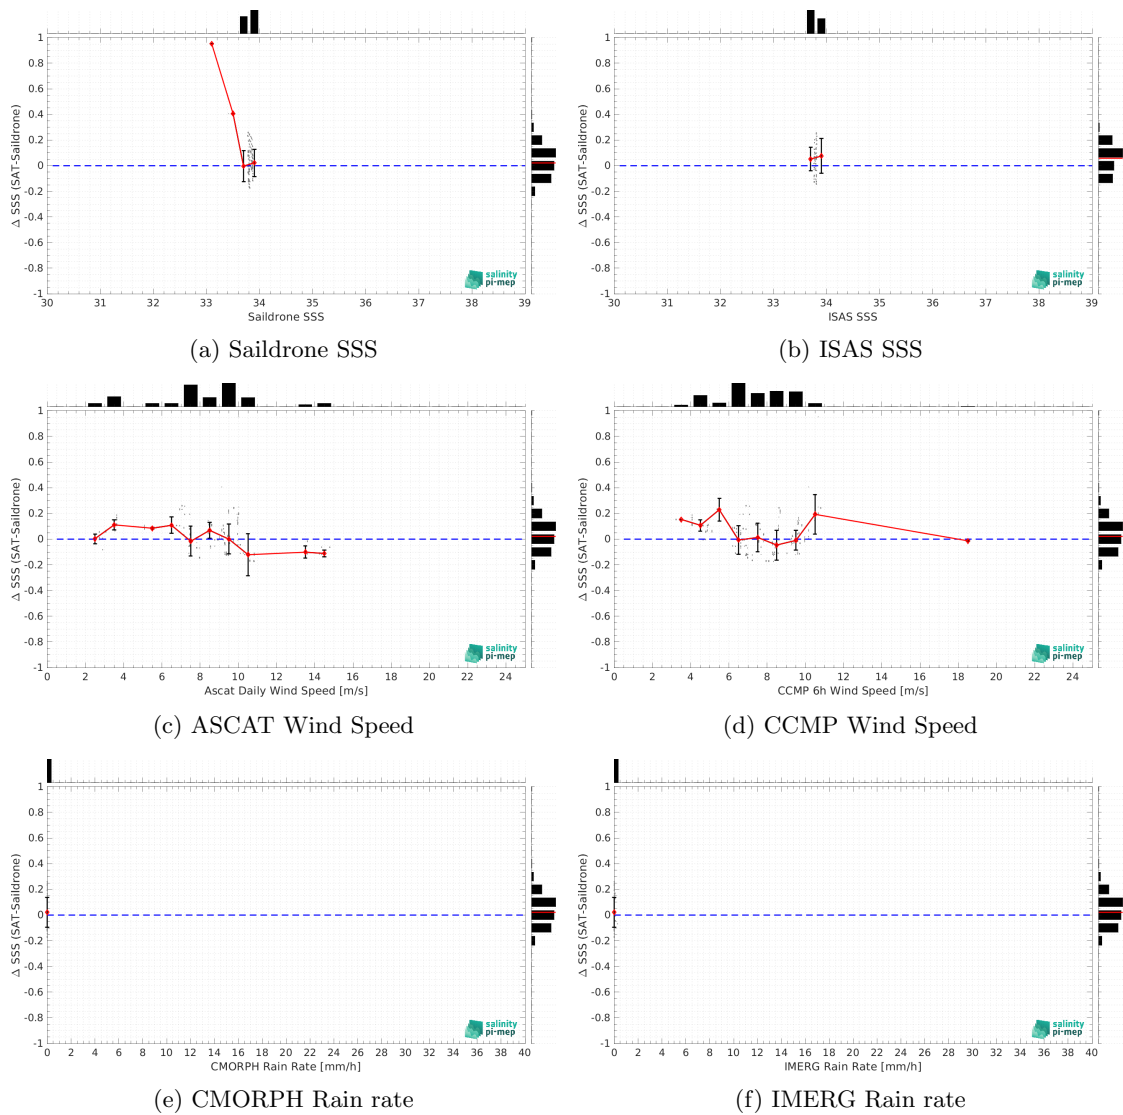 1
0.8
0.6
0.4
0.2
0
-0.2
-0.4
-0.6
-0.8
-1
Δ SSS (SAT-Saildrone)
30 31 32 33 34 35 36 37 38 39
Saildrone SSS
salinity
pi-mep
(a) Saildrone SSS
1
0.8
0.6
0.4
0.2
0
-0.2
-0.4
-0.6
-0.8
-1
Δ SSS (SAT-Saildrone)
30 31 32 33 34 35 36 37 38 39
ISAS SSS
salinity
pi-mep
(b) ISAS SSS
1
0.8
0.6
0.4
0.2
0
-0.2
-0.4
-0.6
-0.8
-1
Δ SSS (SAT-Saildrone)
0 2 4 6 8 10 12 14 16 18 20 22 24
Ascat Daily Wind Speed [m/s]
salinity
pi-mep
(c) ASCAT Wind Speed
1
0.8
0.6
0.4
0.2
0
-0.2
-0.4
-0.6
-0.8
-1
Δ SSS (SAT-Saildrone)
0 2 4 6 8 10 12 14 16 18 20 22 24
CCMP 6h Wind Speed [m/s]
salinity
pi-mep
(d) CCMP Wind Speed
1
0.8
0.6
0.4
0.2
0
-0.2
-0.4
-0.6
-0.8
-1
Δ SSS (SAT-Saildrone)
0 2 4 6 8 10 12 14 16 18 20 22 24 26 28 30 32 34 36 38 40
CMORPH Rain Rate [mm/h]
salinity
pi-mep
(e) CMORPH Rain rate
1
0.8
0.6
0.4
0.2
0
-0.2
-0.4
-0.6
-0.8
-1
Δ SSS (SAT-Saildrone)
0 2 4 6 8 10 12 14 16 18 20 22 24 26 28 30 32 34 36 38 40
IMERG Rain Rate [mm/h]
salinity
pi-mep
(f) IMERG Rain rate